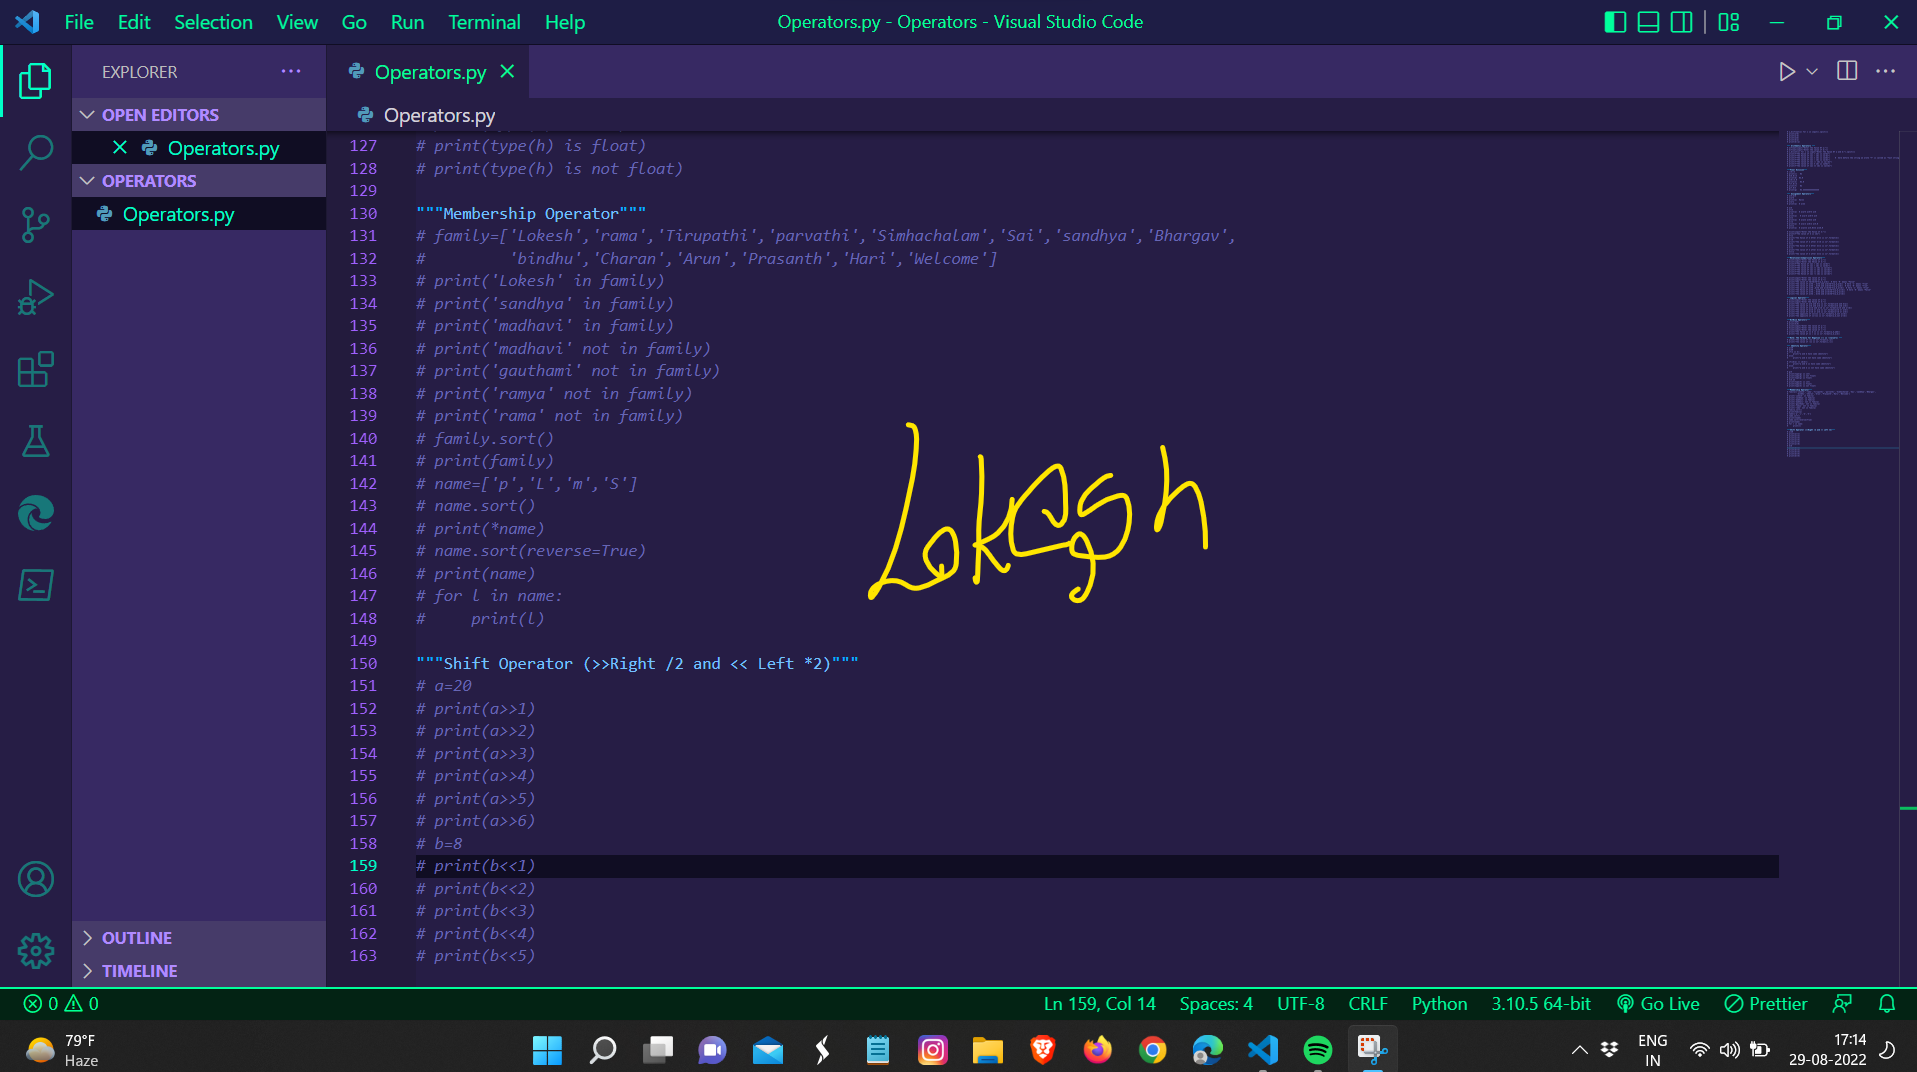 File Edit Selection View Go Run Terminal Help
Operators.py - Operators - Visual Studio Code
EXPLORER
OPEN EDITORS
Operators.py
OPERATORS
Operators.py
OUTLINE
TIMELINE
Operators.py
Operators.py
127 # print(type(h) is float)
128 # print(type(h) is not float)
129
130 """Membership Operator"""
131 # family=['Lokesh','rama','Tirupathi','parvathi','Simhachalam','Sai','sandhya','Bhargav',
132 #         'bindhu','Charan','Arun','Prasanth','Hari','Welcome']
133 # print('Lokesh' in family)
134 # print('sandhya' in family)
135 # print('madhavi' in family)
136 # print('madhavi' not in family)
137 # print('gauthami' not in family)
138 # print('ramya' not in family)
139 # print('rama' not in family)
140 # family.sort()
141 # print(family)
142 # name=['p','L','m','S']
143 # name.sort()
144 # print(*name)
145 # name.sort(reverse=True)
146 # print(name)
147 # for l in name:
148 #     print(l)
149
150 """Shift Operator (>>Right /2 and << Left *2)"""
151 # a=20
152 # print(a>>1)
153 # print(a>>2)
154 # print(a>>3)
155 # print(a>>4)
156 # print(a>>5)
157 # print(a>>6)
158 # b=8
159 # print(b<<1)
160 # print(b<<2)
161 # print(b<<3)
162 # print(b<<4)
163 # print(b<<5)
Lokesh
0 0 Ln 159, Col 14 Spaces: 4 UTF-8 CRLF Python 3.10.5 64-bit Go Live Prettier
79°F
Haze
ENG
IN
17:14
29-08-2022